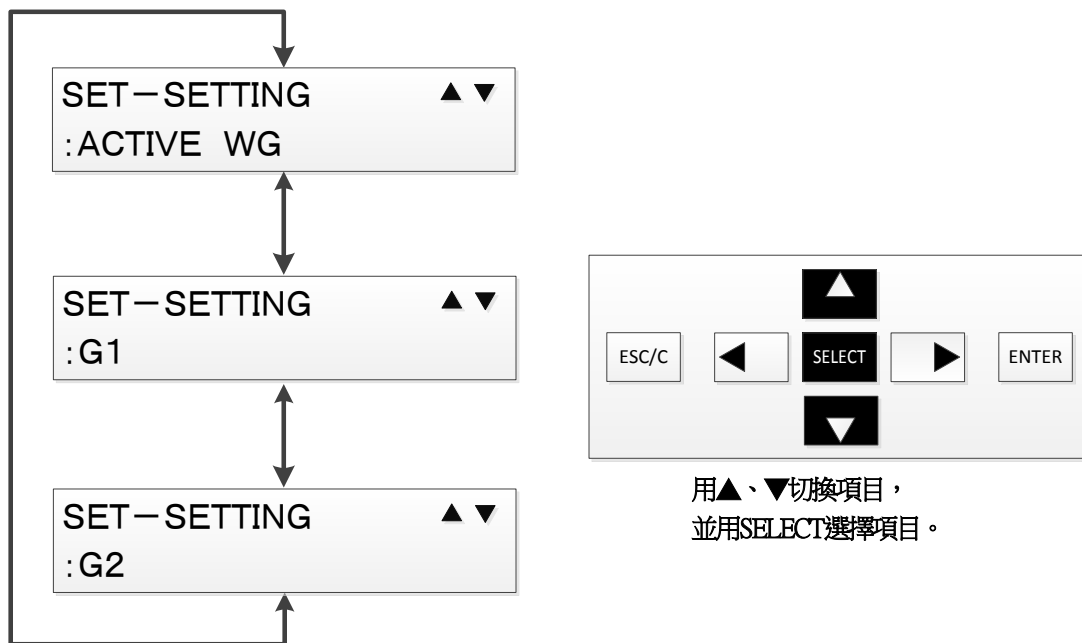 SET－SETTING ▲ ▼
:ACTIVE WG
SET－SETTING ▲ ▼
:G1
SET－SETTING ▲ ▼
:G2
ESC/C ◀ SELECT ▶ ENTER
用▲、▼切換項目，
並用SELECT選擇項目。